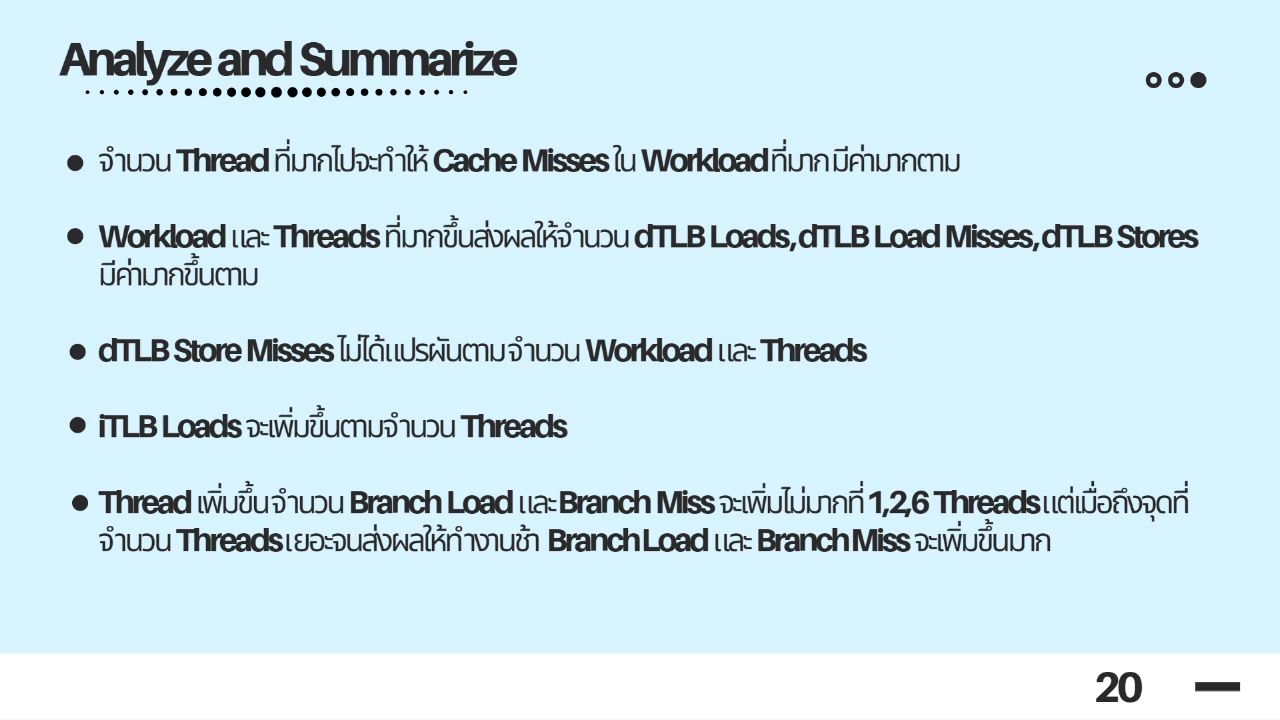 Analyze and Summarize
จำนวน Thread ที่มากไปจะทำให้ Cache Misses ใน Workload ที่มาก มีค่ามากตาม
Workload และ Threads ที่มากขึ้นส่งผลให้จำนวน dTLB Loads, dTLB Load Misses, dTLB Stores
มีค่ามากขึ้นตาม
dTLB Store Misses ไม่ได้แปรผันตาม จำนวน Workload และ Threads
iTLB Loads จะเพิ่มขึ้นตามจำนวน Threads
Thread เพิ่มขึ้น จำนวน Branch Load และ Branch Miss จะเพิ่มไม่มากที่ 1,2,6 Threads แต่เมื่อถึงจุดที่
จำนวน Threads เยอะจนส่งผลให้ทำงานช้า Branch Load และ Branch Miss จะเพิ่มขึ้นมาก
20